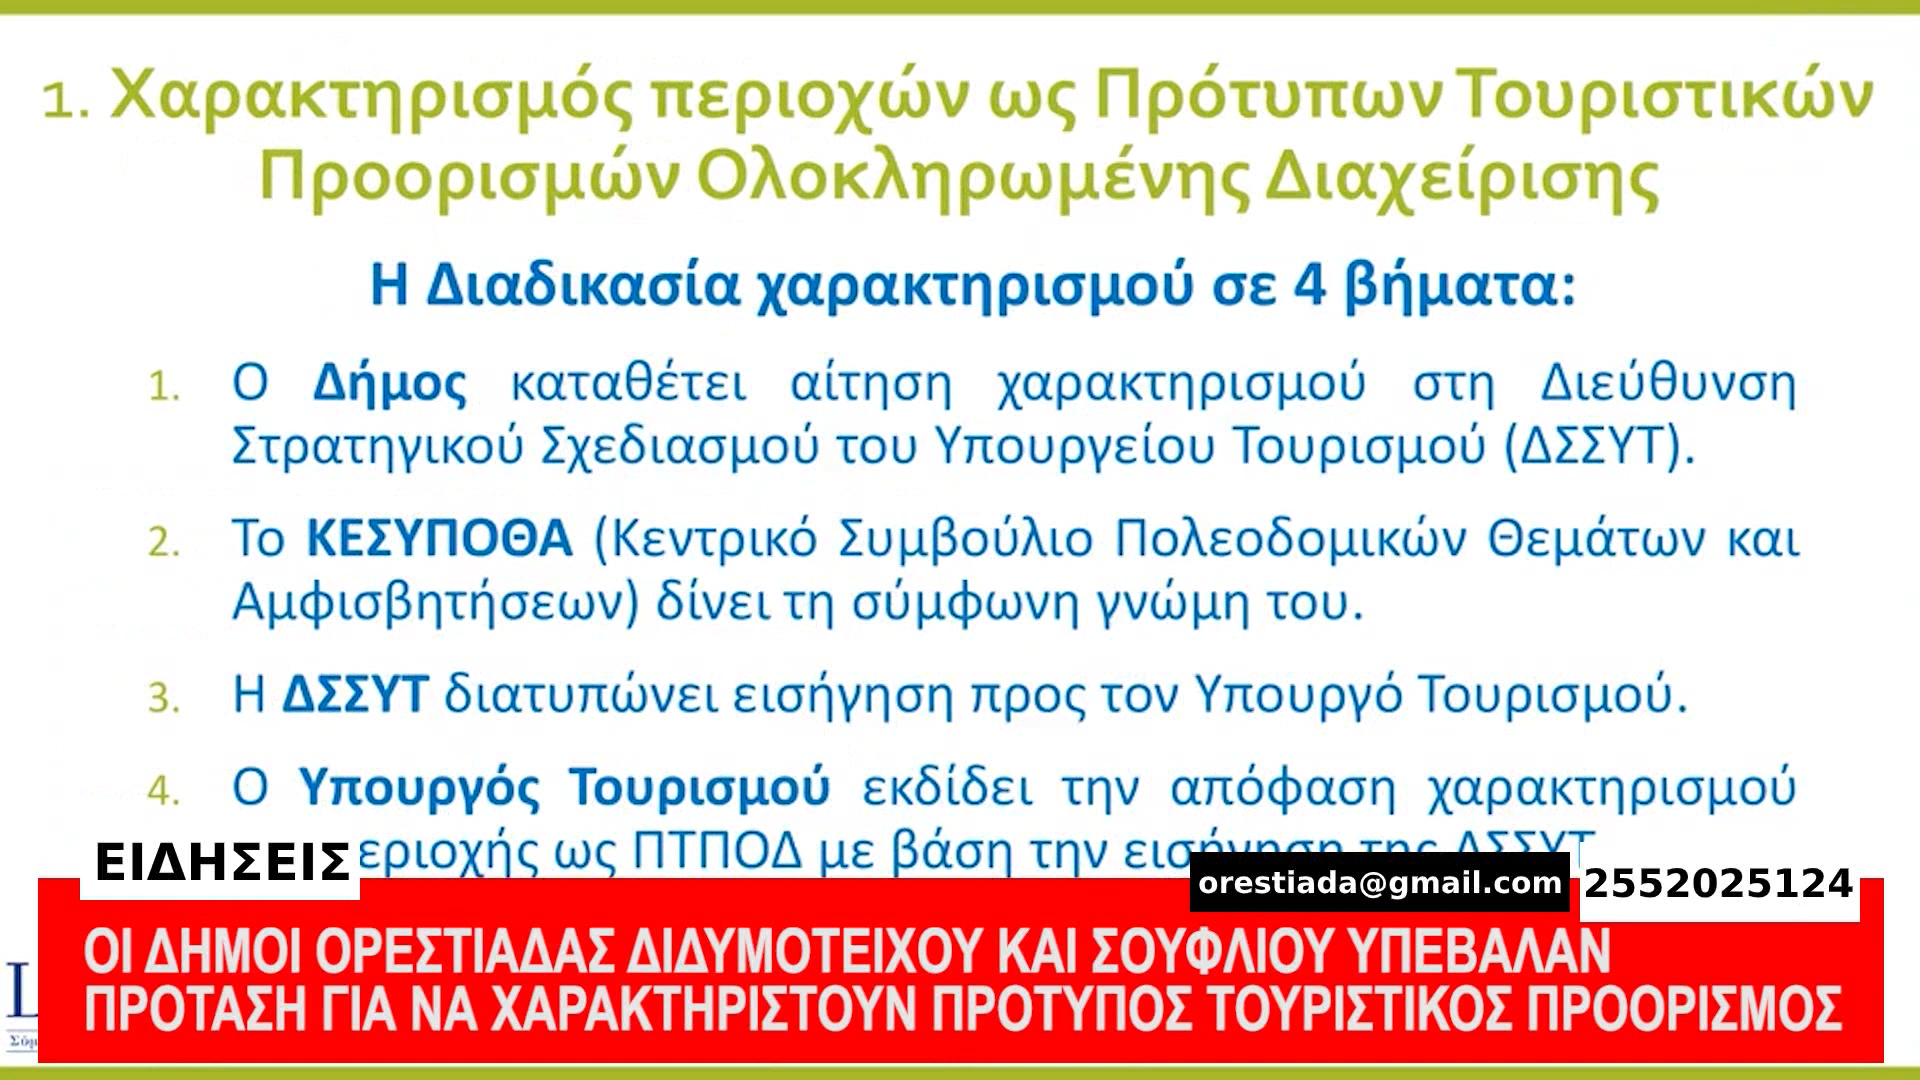 1. Χαρακτηρισμός περιοχών ως Πρότυπων Τουριστικών
Προορισμών Ολοκληρωμένης Διαχείρισης
Η Διαδικασία χαρακτηρισμού σε 4 βήματα:
1. Ο Δήμος καταθέτει αίτηση χαρακτηρισμού στη Διεύθυνση
Στρατηγικού Σχεδιασμού του Υπουργείου Τουρισμού (ΔΣΣΥΤ).
2. Το ΚΕΣΥΠΟΘΑ (Κεντρικό Συμβούλιο Πολεοδομικών Θεμάτων και
Αμφισβητήσεων) δίνει τη σύμφωνη γνώμη του.
3. Η ΔΣΣΥΤ διατυπώνει εισήγηση προς τον Υπουργό Τουρισμού.
4. Ο Υπουργός Τουρισμού εκδίδει την απόφαση χαρακτηρισμού
εριοχής ως ΠΤΠΟΔ με βάση την εισήγηση της ΔΣΣΥΤ
ΕΙΔΗΣΕΙΣ
orestiada@gmail.com
2552025124
ΟΙ ΔΗΜΟΙ ΟΡΕΣΤΙΑΔΑΣ ΔΙΔΥΜΟΤΕΙΧΟΥ ΚΑΙ ΣΟΥΦΛΙΟΥ ΥΠΕΒΑΛΑΝ
ΠΡΟΤΑΣΗ ΓΙΑ ΝΑ ΧΑΡΑΚΤΗΡΙΣΤΟΥΝ ΠΡΟΤΥΠΟΣ ΤΟΥΡΙΣΤΙΚΟΣ ΠΡΟΟΡΙΣΜΟΣ